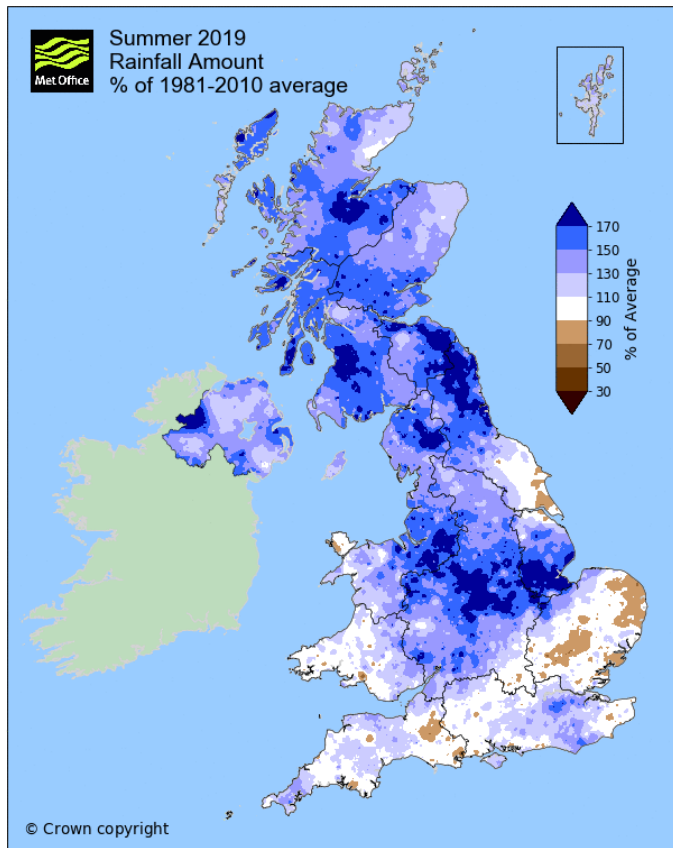 Summer 2019
Rainfall Amount
% of 1981-2010 average
Met Office
170
150
130
110
90
70
50
30
% of Average
© Crown copyright